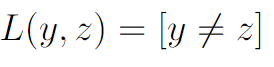 L(y, z) = [y ≠ z]